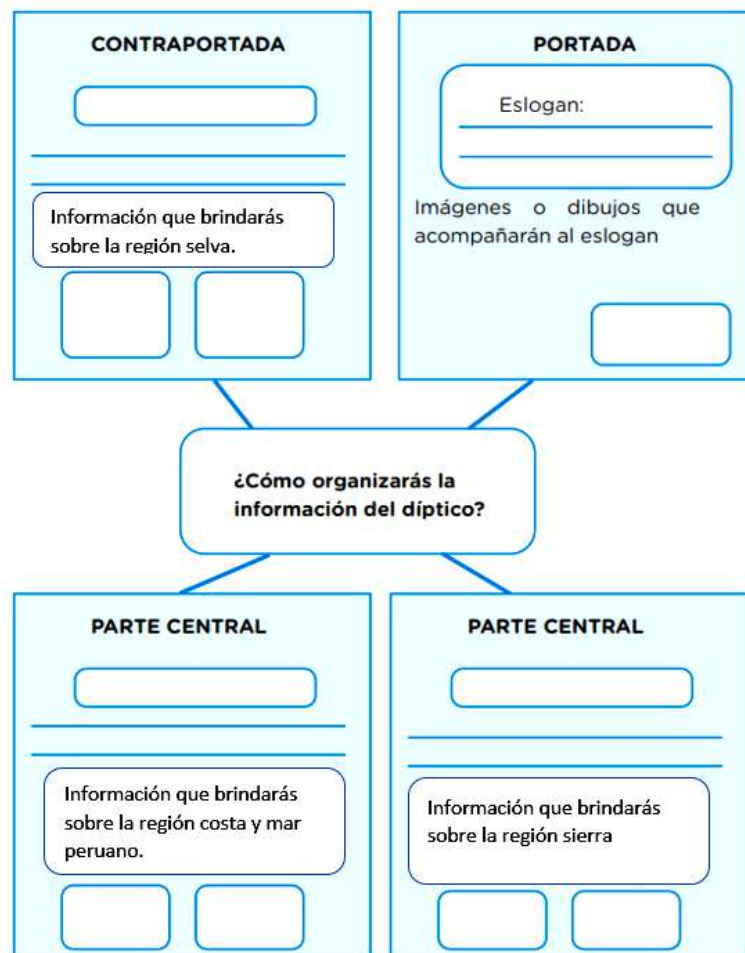 CONTRAPORTADA
Información que brindarás
sobre la región selva.
PORTADA
Eslogan:
Imágenes o dibujos que
acompañarán al eslogan
¿Cómo organizarás la
información del díptico?
PARTE CENTRAL
Información que brindarás
sobre la región costa y mar
peruano.
PARTE CENTRAL
Información que brindarás
sobre la región sierra